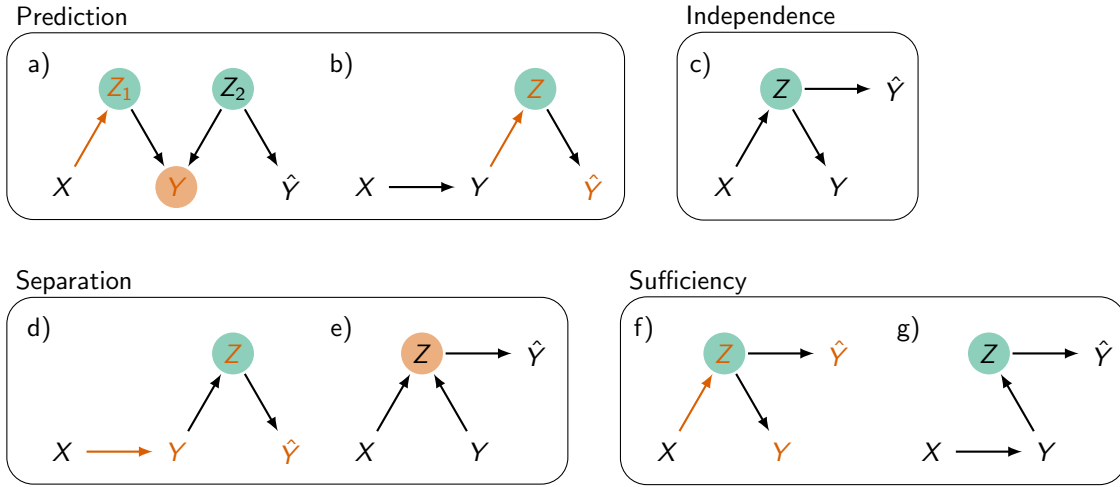 Prediction
Independence
a)
b)
c)
Z₁
Z₂
Z
Z
Ŷ
X
Y
Ŷ
X
Y
Ŷ
X
Y
Separation
Sufficiency
d)
e)
f)
g)
Z
Z
Ŷ
Z
Ŷ
Z
Ŷ
X
Y
Ŷ
X
Y
X
Y
X
Y